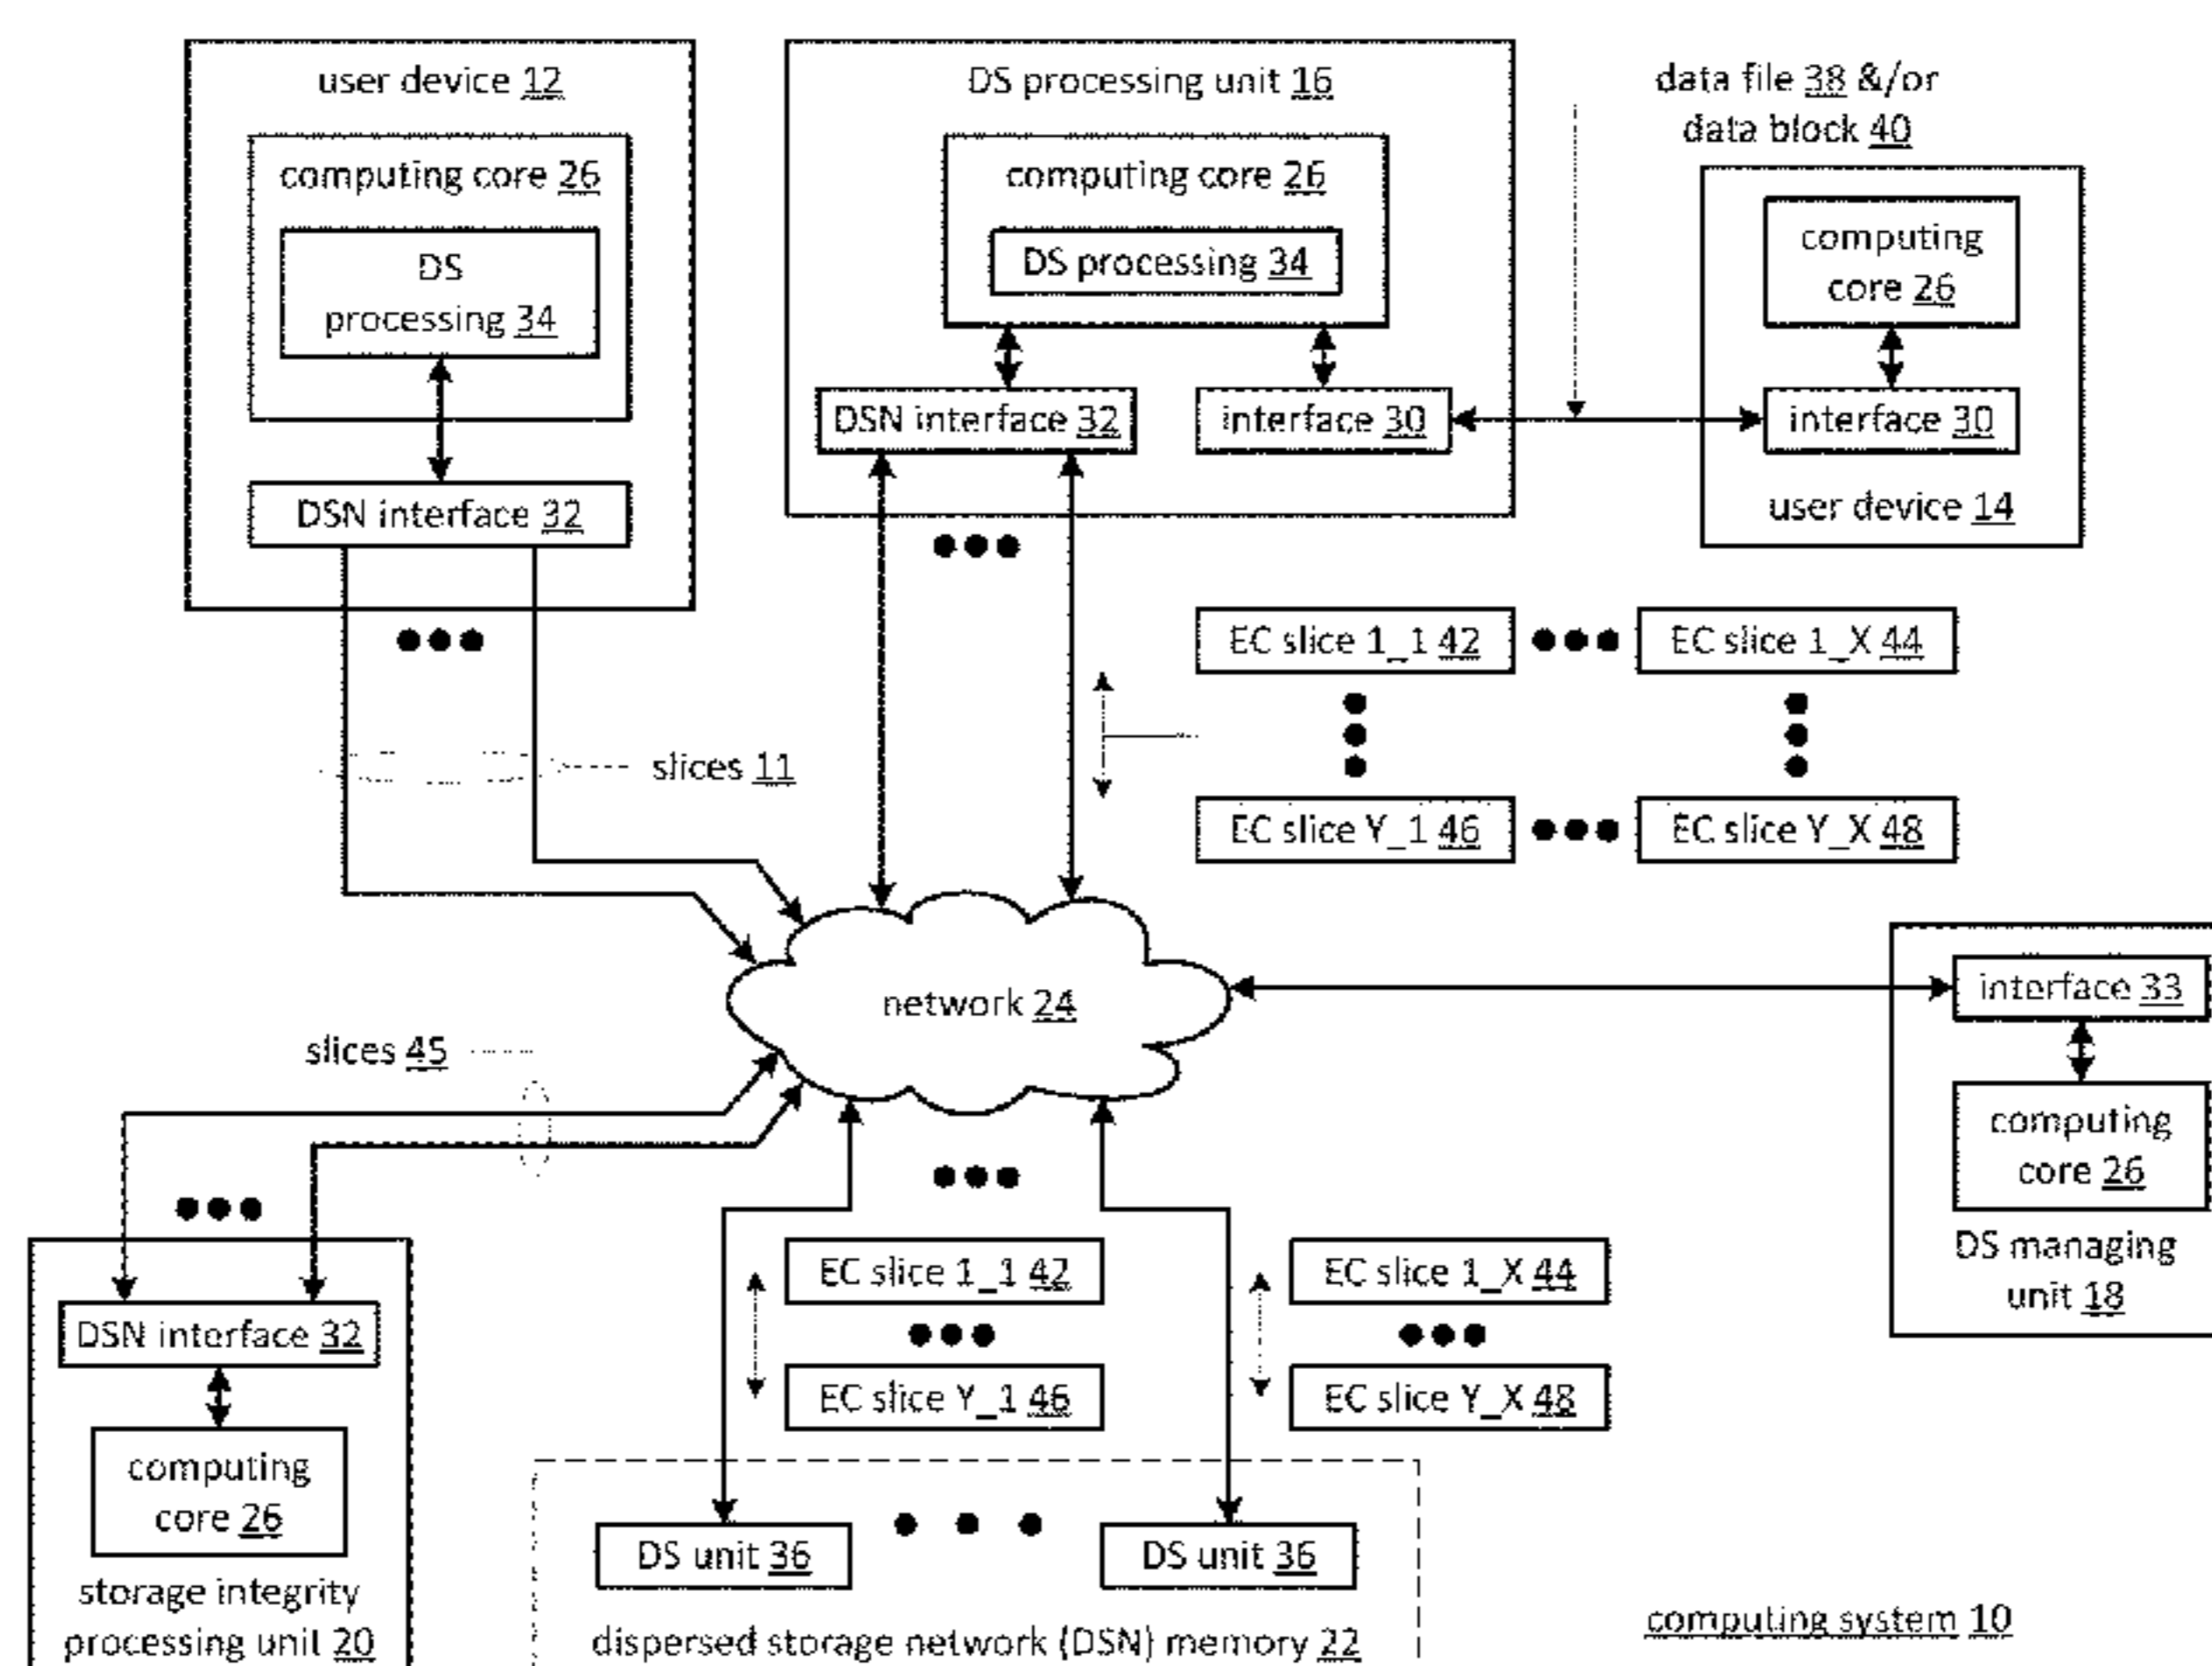 user device 12
computing core 26
DS
processing 34
DSN interface 32
DS processing unit 16
computing core 26
DS processing 34
DSN interface 32
interface 30
data file 38 &/or
data block 40
computing
core 26
interface 30
user device 14
EC slice 1_1 42
EC slice 1_X 44
EC slice Y_1 46
EC slice Y_X 48
slices 11
network 24
interface 33
computing
core 26
DS managing
unit 18
slices 45
DSN interface 32
computing
core 26
storage integrity
processing unit 20
EC slice 1_1 42
EC slice Y_1 46
EC slice 1_X 44
EC slice Y_X 48
DS unit 36
DS unit 36
dispersed storage network (DSN) memory 22
computing system 10